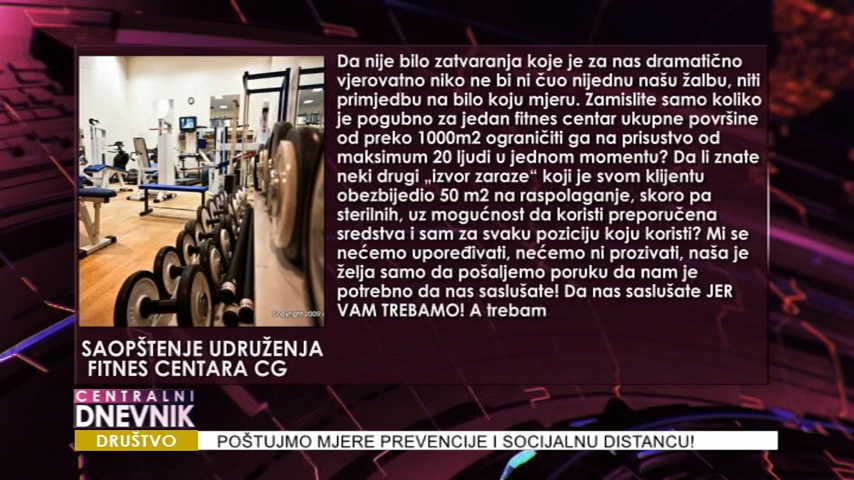 Da nije bilo zatvaranja koje je za nas dramatično
vjerovatno niko ne bi ni čuo nijednu našu žalbu, niti
primjedbu na bilo koju mjeru. Zamislite samo koliko
je pogubno za jedan fitnes centar ukupne površine
od preko 1000m2 ograničiti ga na prisustvo od
maksimum 20 ljudi u jednom momentu? Da li znate
neki drugi „izvor zaraze“ koji je svom klijentu
obezbijedio 50 m2 na raspolaganje, skoro pa
sterilnih, uz mogućnost da koristi preporučena
sredstva i sam za svaku poziciju koju koristi? Mi se
nećemo upoređivati, nećemo ni prozivati, naša je
želja samo da pošaljemo poruku da nam je
potrebno da nas saslušate! Da nas saslušate JER
VAM TREBAMO! A trebam
Copyright 2009
SAOPŠTENJE UDRUŽENJA
FITNES CENTARA CG
CENTRALNI
DNEVNIK
DRUŠTVO
POŠTUJMO MJERE PREVENCIJE I SOCIJALNU DISTANCU!